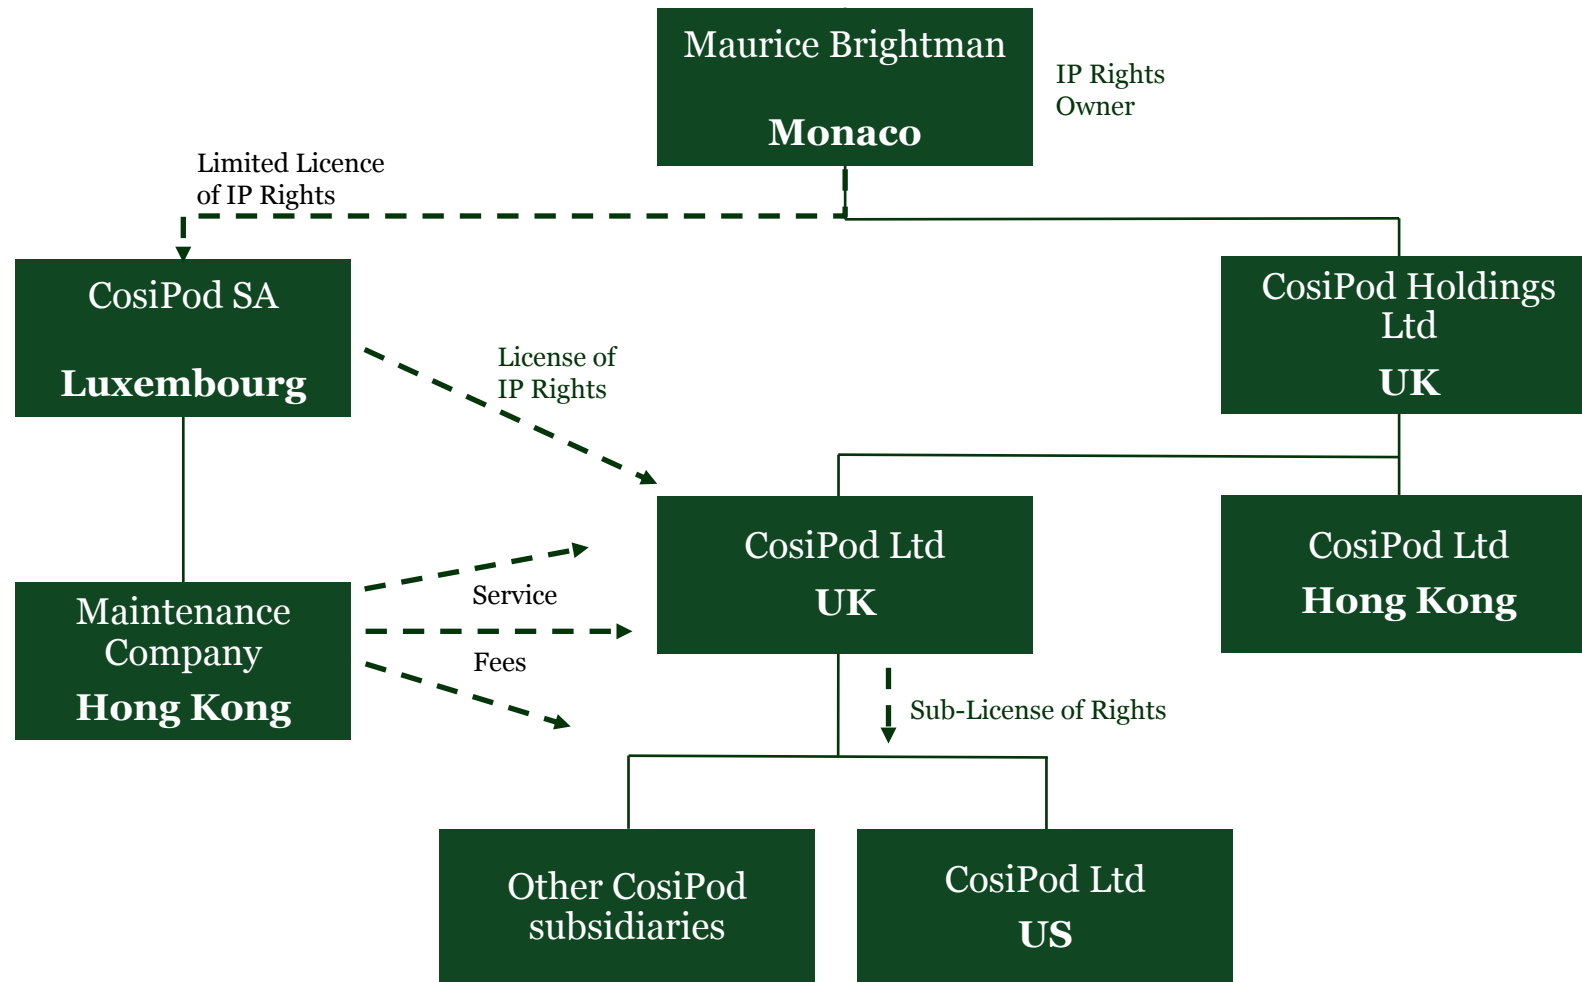 Maurice Brightman
Monaco
IP Rights
Owner
Limited Licence
of IP Rights
CosiPod SA
Luxembourg
CosiPod Holdings
Ltd
UK
License of
IP Rights
CosiPod Ltd
UK
CosiPod Ltd
Hong Kong
Maintenance
Company
Hong Kong
Service
Fees
Sub-License of Rights
Other CosiPod
subsidiaries
CosiPod Ltd
US